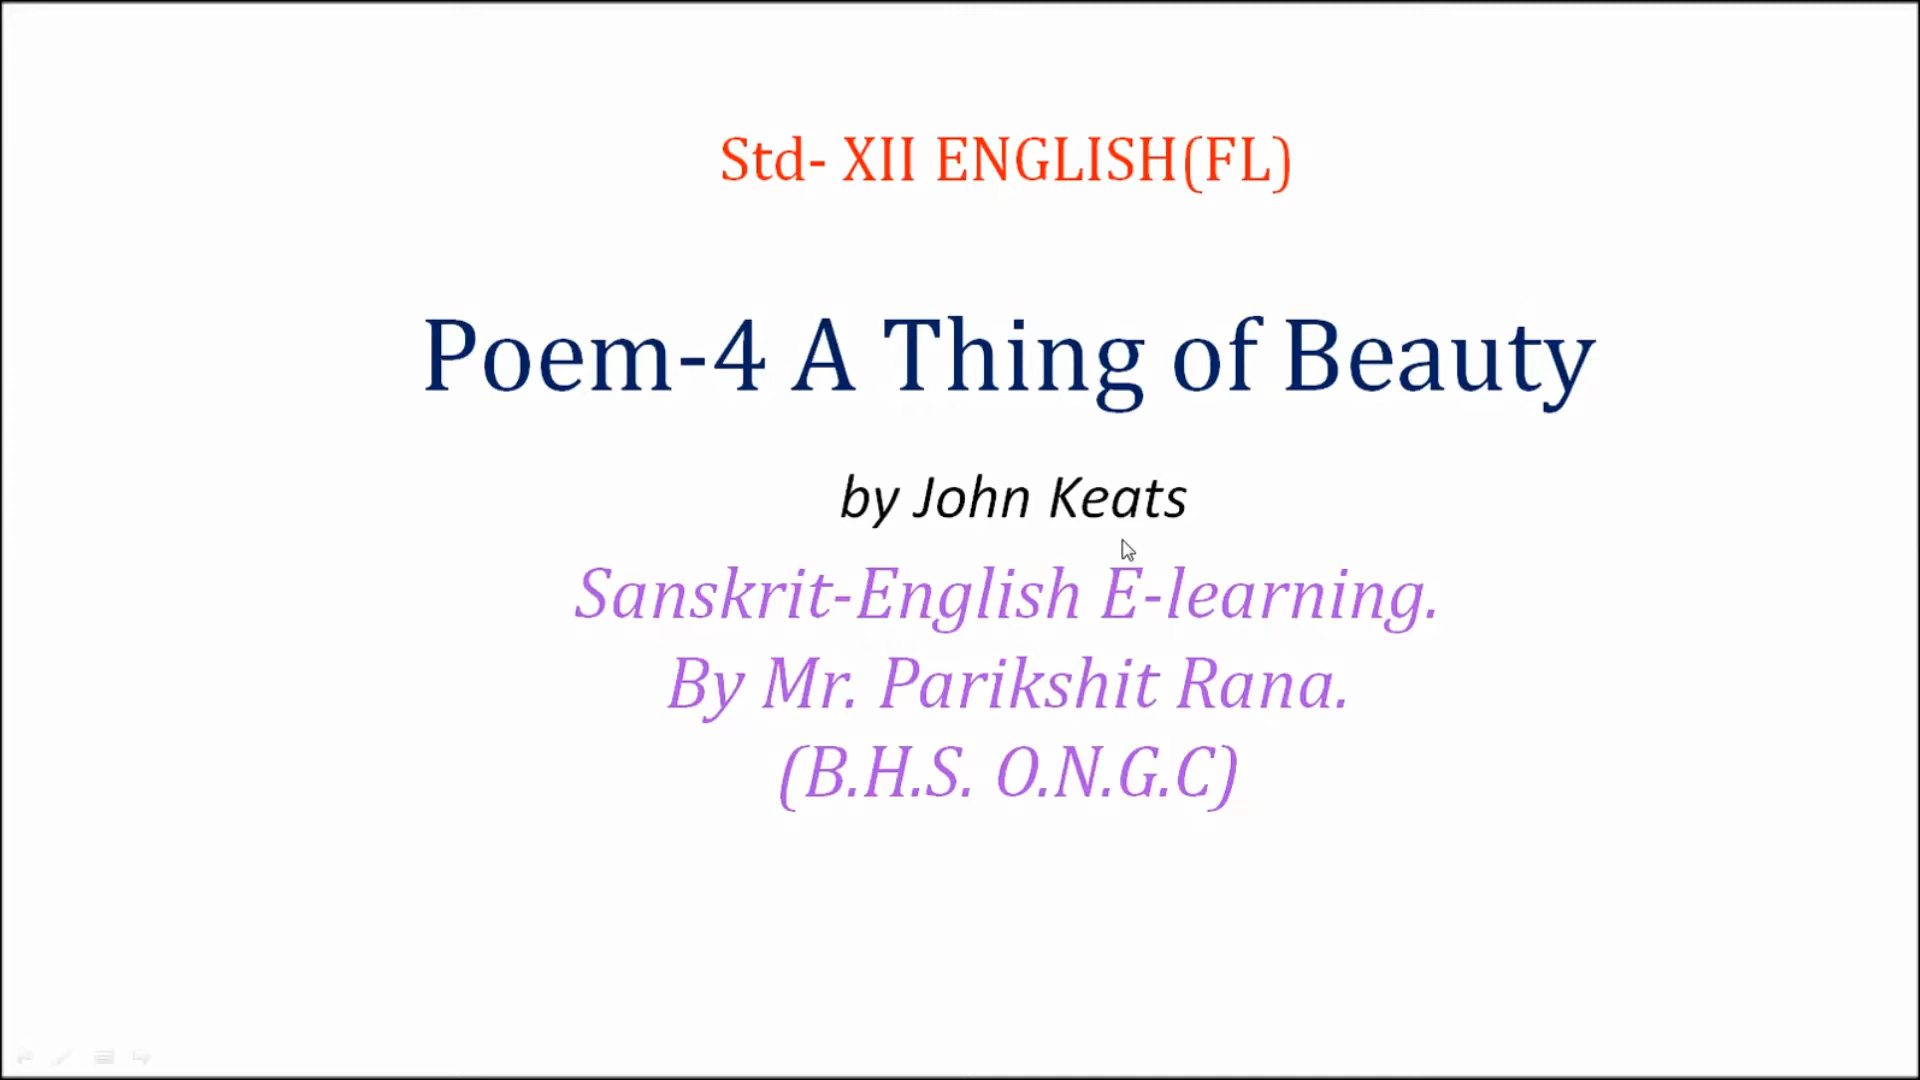 Std- XII ENGLISH(FL)
Poem-4 A Thing of Beauty
by John Keats
Sanskrit-English E-learning.
By Mr. Parikshit Rana.
(B.H.S. O.N.G.C)